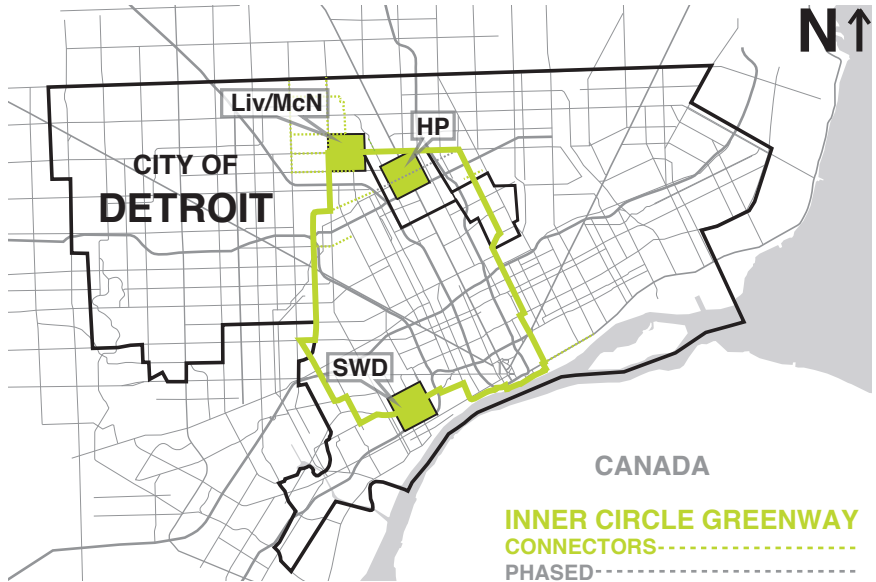 N
Liv/McN
HP
CITY OF
DETROIT
SWD
CANADA
INNER CIRCLE GREENWAY
CONNECTORS
PHASED